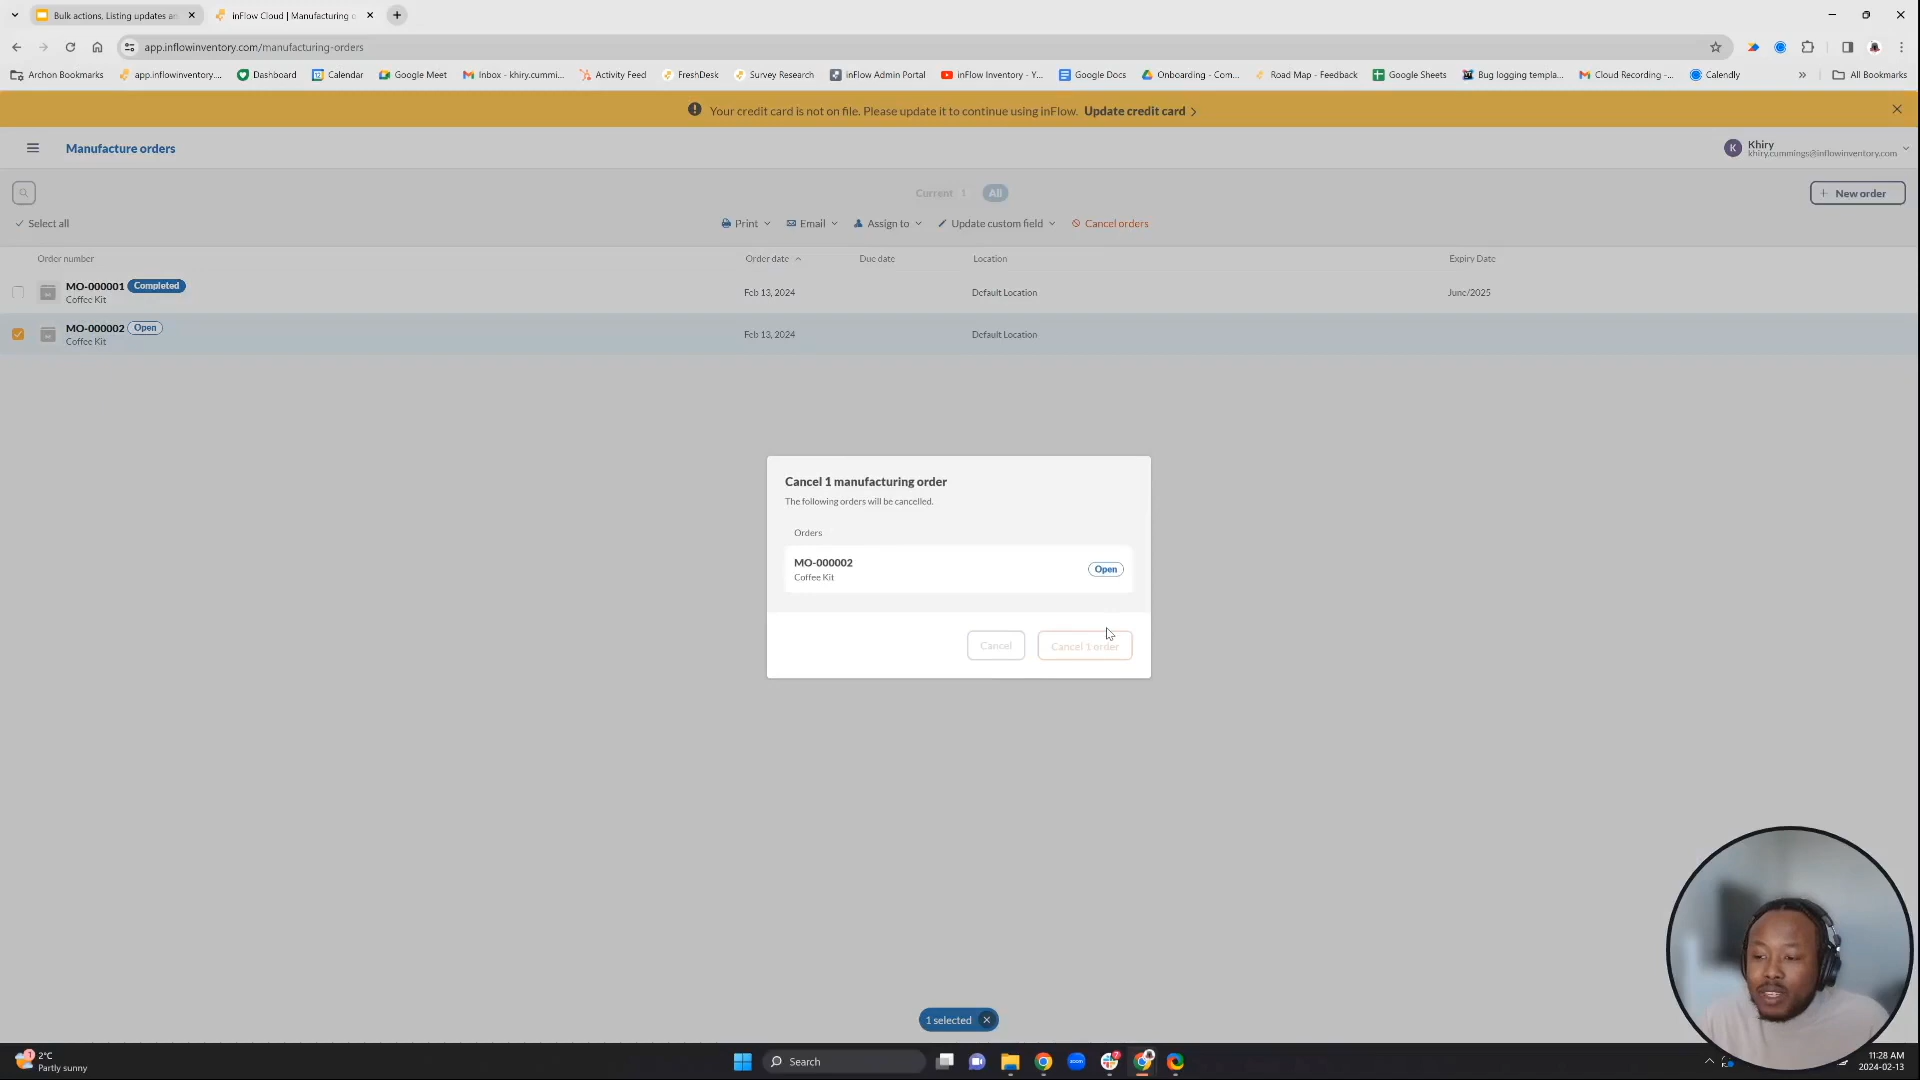 Bulk actions, Listing updates an
inFlow Cloud | Manufacturing o
app.inflowinventory.com/manufacturing-orders
Archon Bookmarks
app.inflowinventory....
Dashboard
Calendar
Google Meet
Inbox - khiry.cummi...
Activity Feed
FreshDesk
Survey Research
inFlow Admin Portal
inFlow Inventory - Y...
Google Docs
Onboarding - Com...
Road Map - Feedback
Google Sheets
Bug logging templa...
Cloud Recording -...
Calendly
All Bookmarks
Your credit card is not on file. Please update it to continue using inFlow. Update credit card
Manufacture orders
K
Khiry
khiry.cummings@inflowinventory.com
Current 1
All
+ New order
Select all
Print
Email
Assign to
Update custom field
Cancel orders
Order number
Order date
Due date
Location
Expiry Date
MO-000001 Completed
Coffee Kit
Feb 13, 2024
Default Location
June/2025
MO-000002 Open
Coffee Kit
Feb 13, 2024
Default Location
Cancel 1 manufacturing order
The following orders will be cancelled.
Orders
MO-000002
Coffee Kit
Open
Cancel
Cancel 1 order
1 selected
2°C
Partly sunny
Search
zoom
11:28 AM
2024-02-13